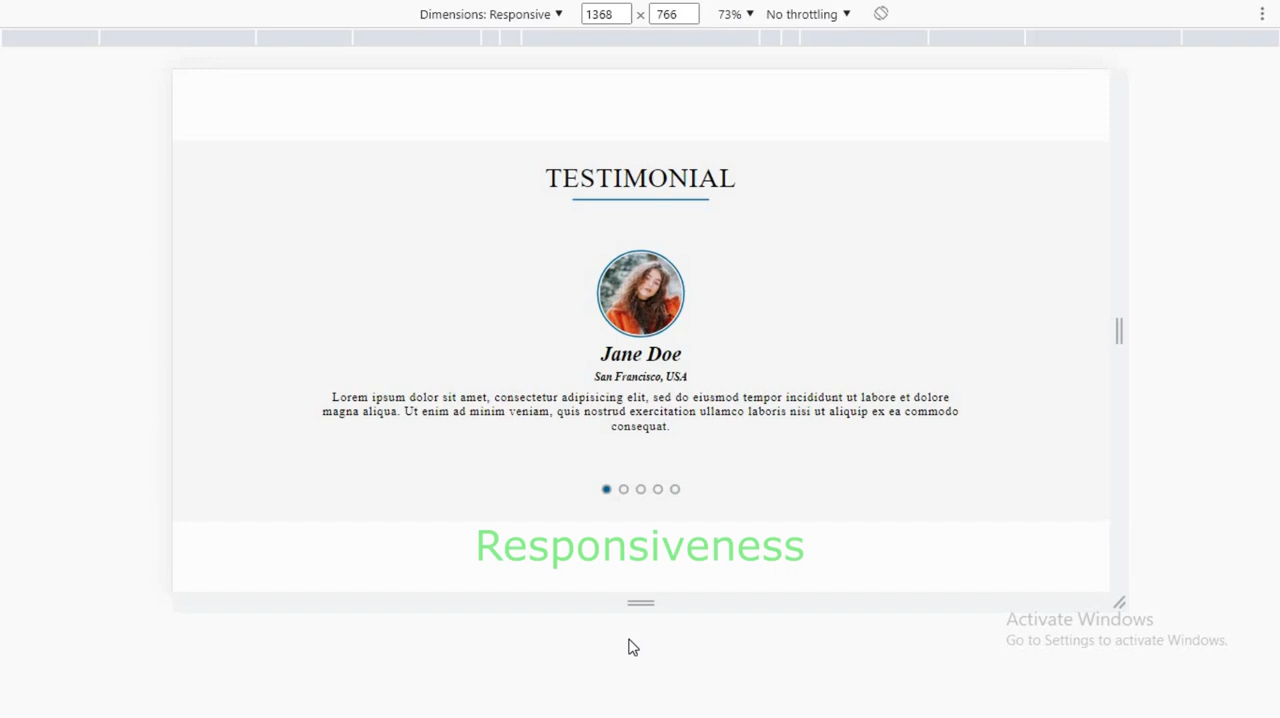 Dimensions: Responsive 1368 × 766 73% No throttling
TESTIMONIAL
Jane Doe
San Francisco, USA
Lorem ipsum dolor sit amet, consectetur adipisicing elit, sed do eiusmod tempor incididunt ut labore et dolore
magna aliqua. Ut enim ad minim veniam, quis nostrud exercitation ullamco laboris nisi ut aliquip ex ea commodo
consequat.
Responsiveness
Activate Windows
Go to Settings to activate Windows.